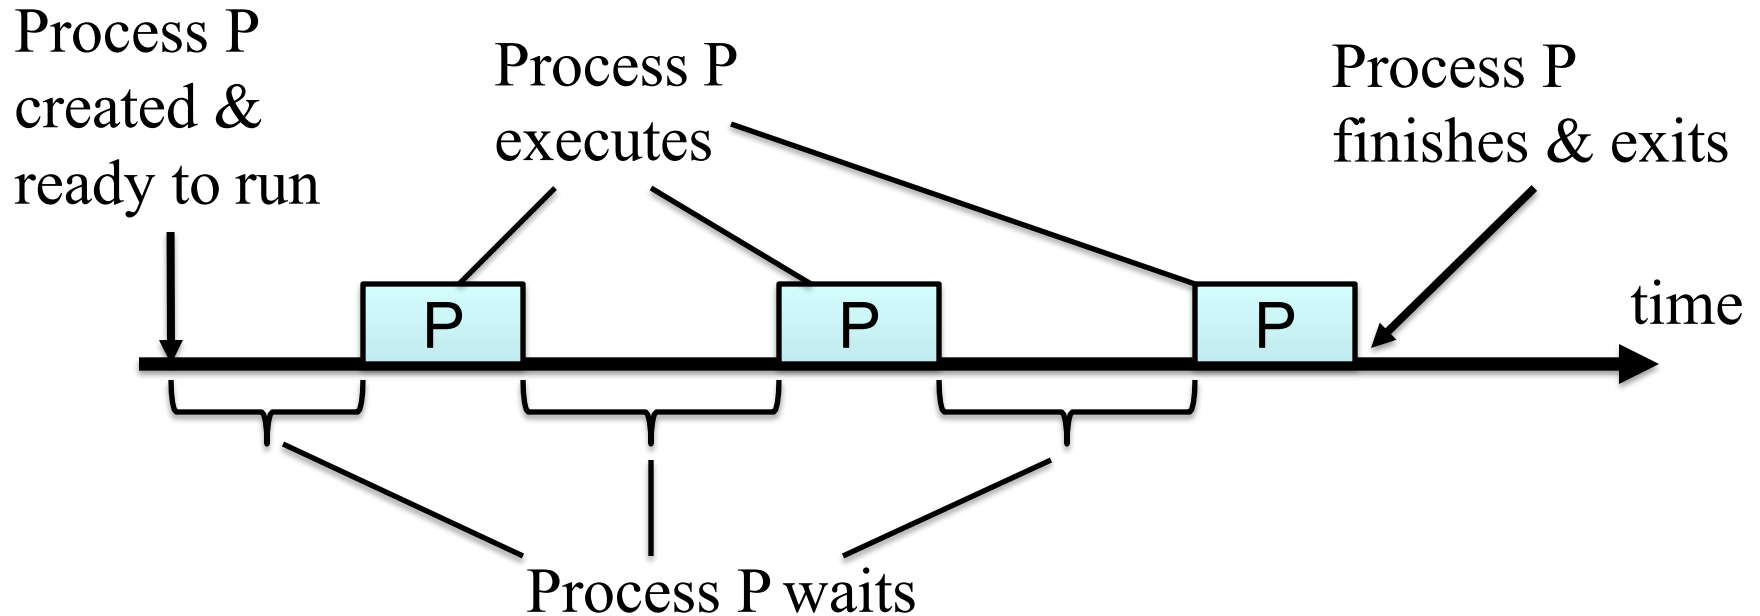 Process P
created &
ready to run
Process P
executes
Process P
finishes & exits
P
P
P
time
Process P waits